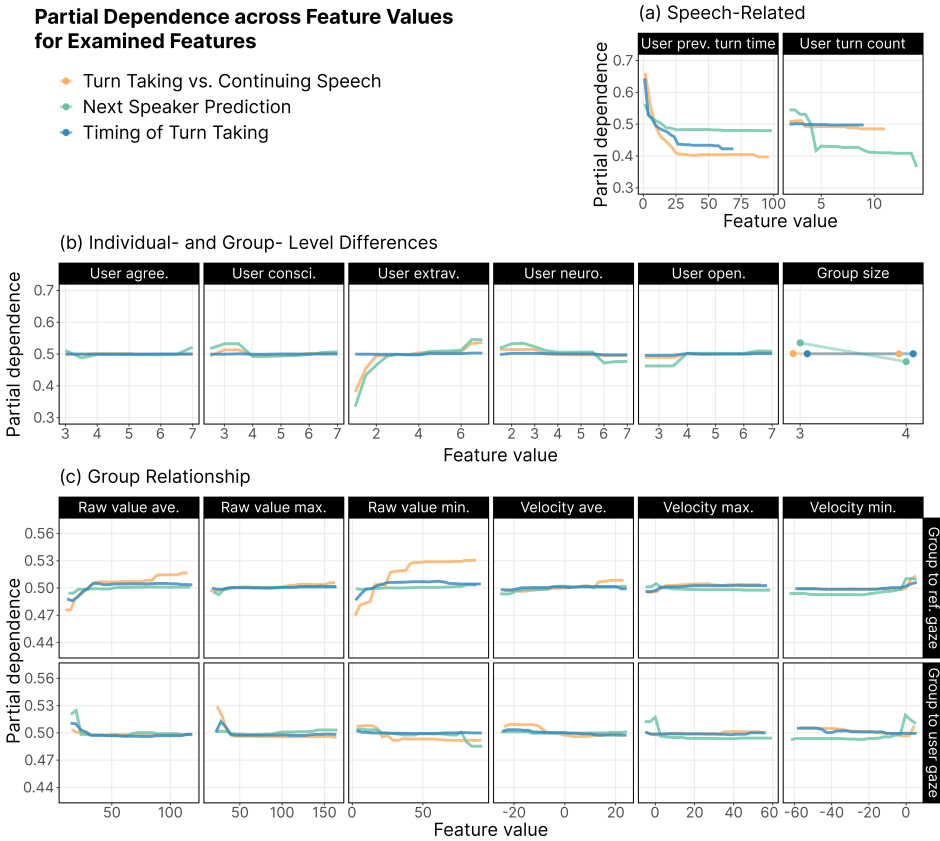 Partial Dependence across Feature Values
for Examined Features
Turn Taking vs. Continuing Speech
Next Speaker Prediction
Timing of Turn Taking
(a) Speech-Related
User prev. turn time
User turn count
Partial dependence
0.7
0.6
0.5
0.4
0.3
0 25 50 75 100
5 10
Feature value
(b) Individual- and Group- Level Differences
User agree.
User consci.
User extrav.
User neuro.
User open.
Group size
Partial dependence
0.7
0.6
0.5
0.4
0.3
3 4 5 6 7
3 4 5 6 7
2 4 6
2 3 4 5 6 7
3 4 5 6 7
3 4
Feature value
(c) Group Relationship
Raw value ave.
Raw value max.
Raw value min.
Velocity ave.
Velocity max.
Velocity min.
Partial dependence
0.56
0.53
0.50
0.47
0.44
Group to ref. gaze
0.56
0.53
0.50
0.47
0.44
Group to user gaze
50 100
50 100 150
0 50
-20 0 20
0 20 40 60
-60 -40 -20 0
Feature value